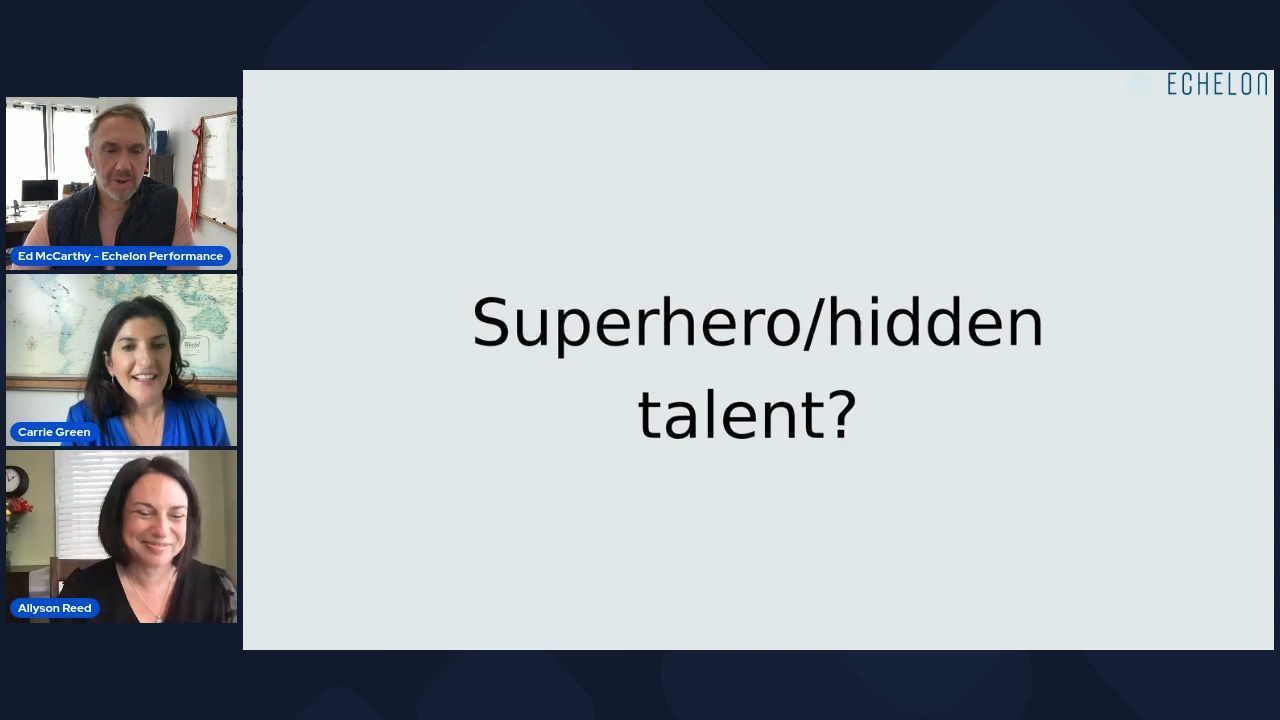 ECHELON
Ed McCarthy - Echelon Performance
Carrie Green
Allyson Reed
Superhero/hidden
talent?